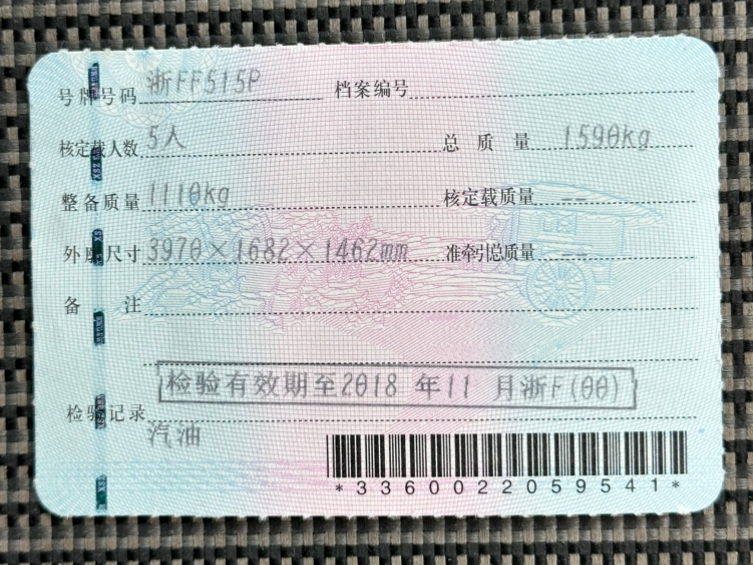 号牌号码 浙FF515P 档案编号
核定载人数 5人 总质量 1590kg
整备质量 1110kg 核定载质量 --
外廓尺寸 3970×1682×1462mm 准牵引总质量 --
备注
检验有效期至2018年11月浙F(00)
检验记录
汽油
*3360022059541*